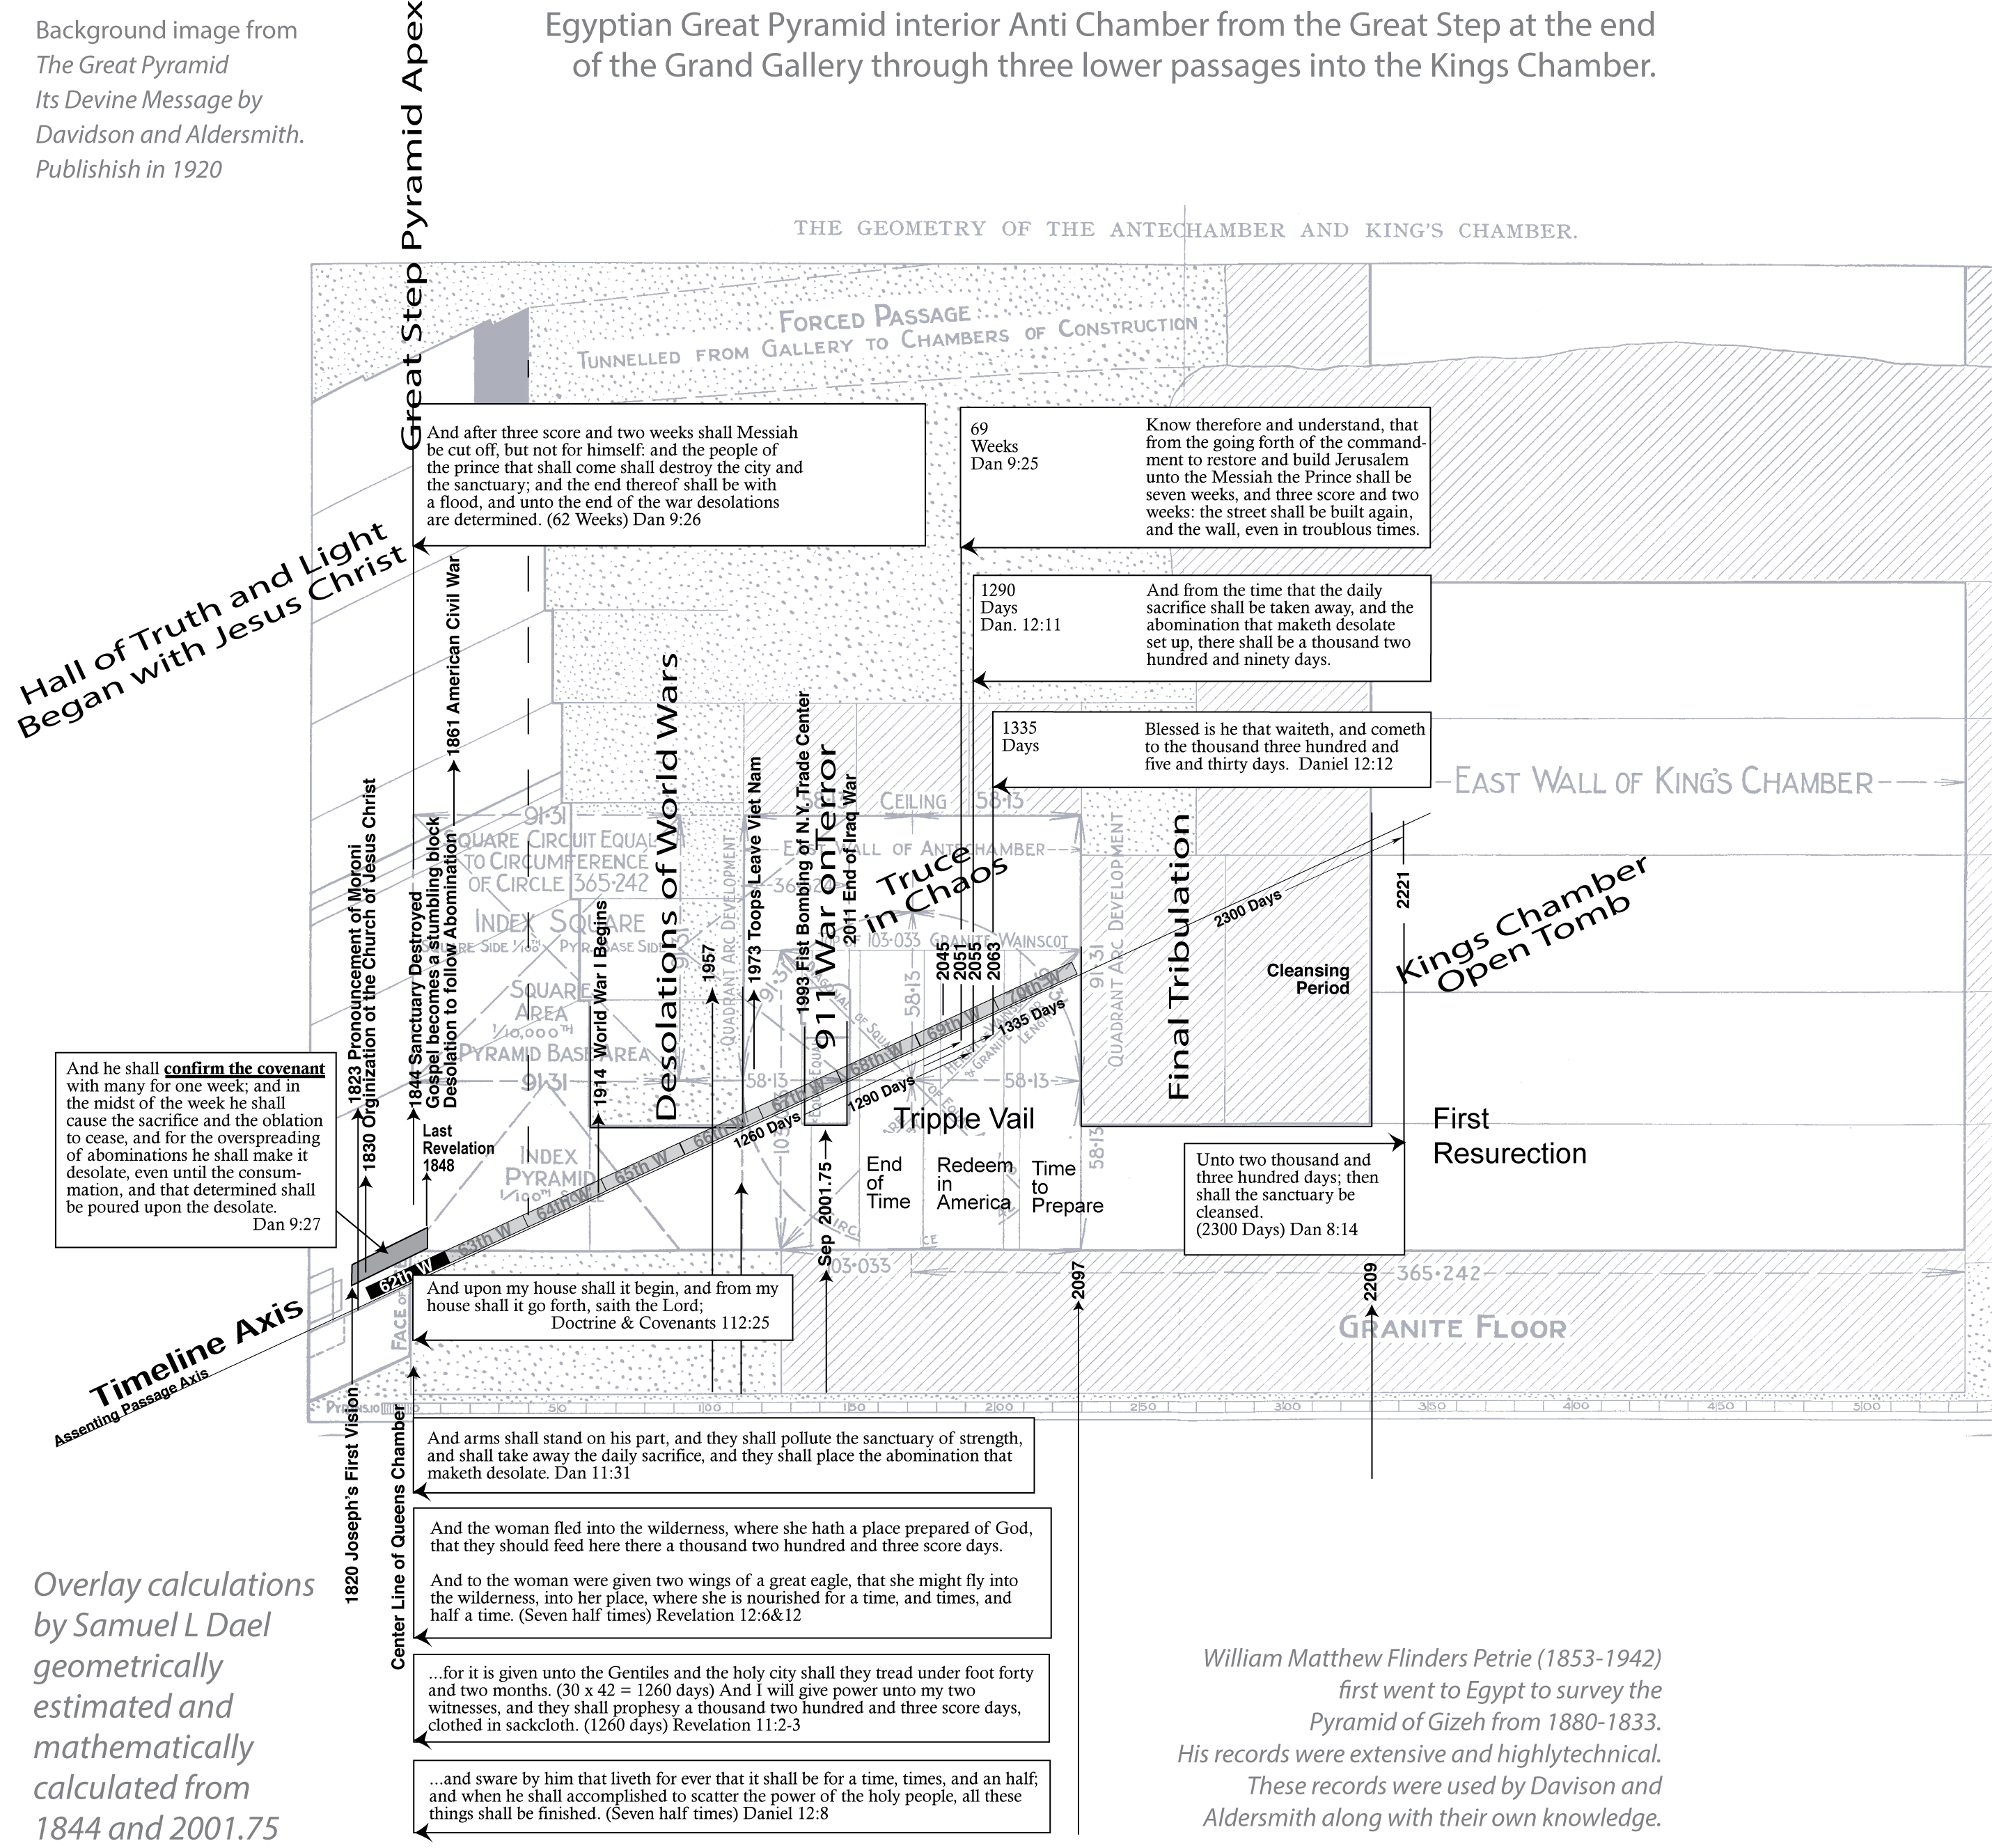 Background image from
The Great Pyramid
Its Devine Message by
Davidson and Aldersmith.
Publishish in 1920
Egyptian Great Pyramid interior Anti Chamber from the Great Step at the end
of the Grand Gallery through three lower passages into the Kings Chamber.
Great Step Pyramid Apex
THE GEOMETRY OF THE ANTECHAMBER AND KING'S CHAMBER.
FORCED PASSAGE
TUNNELLED FROM GALLERY TO CHAMBERS OF CONSTRUCTION
And after three score and two weeks shall Messiah
be cut off, but not for himself: and the people of
the prince that shall come shall destroy the city and
the sanctuary; and the end thereof shall be with
a flood, and unto the end of the war desolations
are determined. (62 Weeks) Dan 9:26
69
Weeks
Dan 9:25
Know therefore and understand, that
from the going forth of the command-
ment to restore and build Jerusalem
unto the Messiah the Prince shall be
seven weeks, and three score and two
weeks: the street shall be built again,
and the wall, even in troublous times.
1290
Days
Dan. 12:11
And from the time that the daily
sacrifice shall be taken away, and the
abomination that maketh desolate
set up, there shall be a thousand two
hundred and ninety days.
1335
Days
Blessed is he that waiteth, and cometh
to the thousand three hundred and
five and thirty days.  Daniel 12:12
Hall of Truth and Light
Began with Jesus Christ
1861 American Civil War
Desolations of World Wars
1823 Pronouncement of Moroni
1830 Orginization ot the Church of Jesus Christ
1844 Sanctuary Destroyed
Gospel becomes a stumbling block
Desolation to follow Abomination
1914 World War I Begins
1957
1973 Toops Leave Viet Nam
1993 Fist Bombing of N.Y. Trade Center
911 War onTerror
2011 End of Iraq War
Truce
in Chaos
2045
2051
2055
2063
Final Tribulation
2300 Days
2221
Cleansing
Period
Kings Chamber
Open Tomb
EAST WALL OF KING'S CHAMBER
91·31
SQUARE CIRCUIT EQUAL
TO CIRCUMFERENCE
OF CIRCLE 365·242
INDEX SQUARE
SQUARE
AREA
1/10,000TH
PYRAMID BASE AREA
91·31
INDEX
PYRAMID
58·13
CEILING
58·13
EAST WALL OF ANTECHAMBER
103·033 GRANITE WAINSCOT
QUADRANT ARC DEVELOPMENT
QUADRANT ARC DEVELOPMENT
91·31
91·31
58·13
58·13
58·13
58·13
And he shall confirm the covenant
with many for one week; and in
the midst of the week he shall
cause the sacrifice and the oblation
to cease, and for the overspreading
of abominations he shall make it
desolate, even until the consum-
mation, and that determined shall
be poured upon the desolate.
Dan 9:27
Last
Revelation
1848
62th W
63th W
64th W
65th W
66th W
67th W
68th W
69th W
70th W
1260 Days
1290 Days
1335 Days
Tripple Vail
End
of
Time
Redeem
in
America
Time
to
Prepare
Sep  2001.75
First
Resurection
Unto two thousand and
three hundred days; then
shall the sanctuary be
cleansed.
(2300 Days) Dan 8:14
Timeline Axis
Assenting Passage Axis
FACE OF
And upon my house shall it begin, and from my
house shall it go forth, saith the Lord;
Doctrine & Covenants 112:25
03·033
365·242
2097
2209
GRANITE FLOOR
50
100
150
200
250
300
350
400
450
500
1820 Joseph's First Vision
Center Line of Queens Chamber
And arms shall stand on his part, and they shall pollute the sanctuary of strength,
and shall take away the daily sacrifice, and they shall place the abomination that
maketh desolate. Dan 11:31
And the woman fled into the wilderness, where she hath a place prepared of God,
that they should feed here there a thousand two hundred and three score days.
And to the woman were given two wings of a great eagle, that she might fly into
the wilderness, into her place, where she is nourished for a time, and times, and
half a time. (Seven half times) Revelation 12:6&12
...for it is given unto the Gentiles and the holy city shall they tread under foot forty
and two months. (30 x 42 = 1260 days) And I will give power unto my two
witnesses, and they shall prophesy a thousand two hundred and three score days,
clothed in sackcloth. (1260 days) Revelation 11:2-3
...and sware by him that liveth for ever that it shall be for a time, times, and an half;
and when he shall accomplished to scatter the power of the holy people, all these
things shall be finished. (Seven half times) Daniel 12:8
Overlay calculations
by Samuel L Dael
geometrically
estimated and
mathematically
calculated from
1844 and 2001.75
William Matthew Flinders Petrie (1853-1942)
first went to Egypt to survey the
Pyramid of Gizeh from 1880-1833.
His records were extensive and highlytechnical.
These records were used by Davison and
Aldersmith along with their own knowledge.